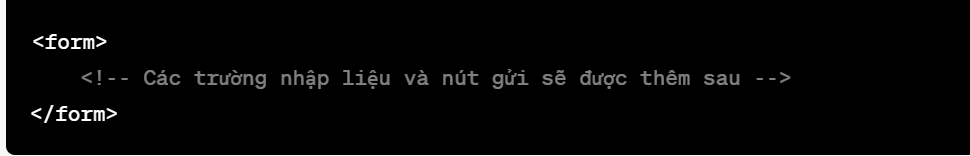 <form>
<!-- Các trường nhập liệu và nút gửi sẽ được thêm sau -->
</form>